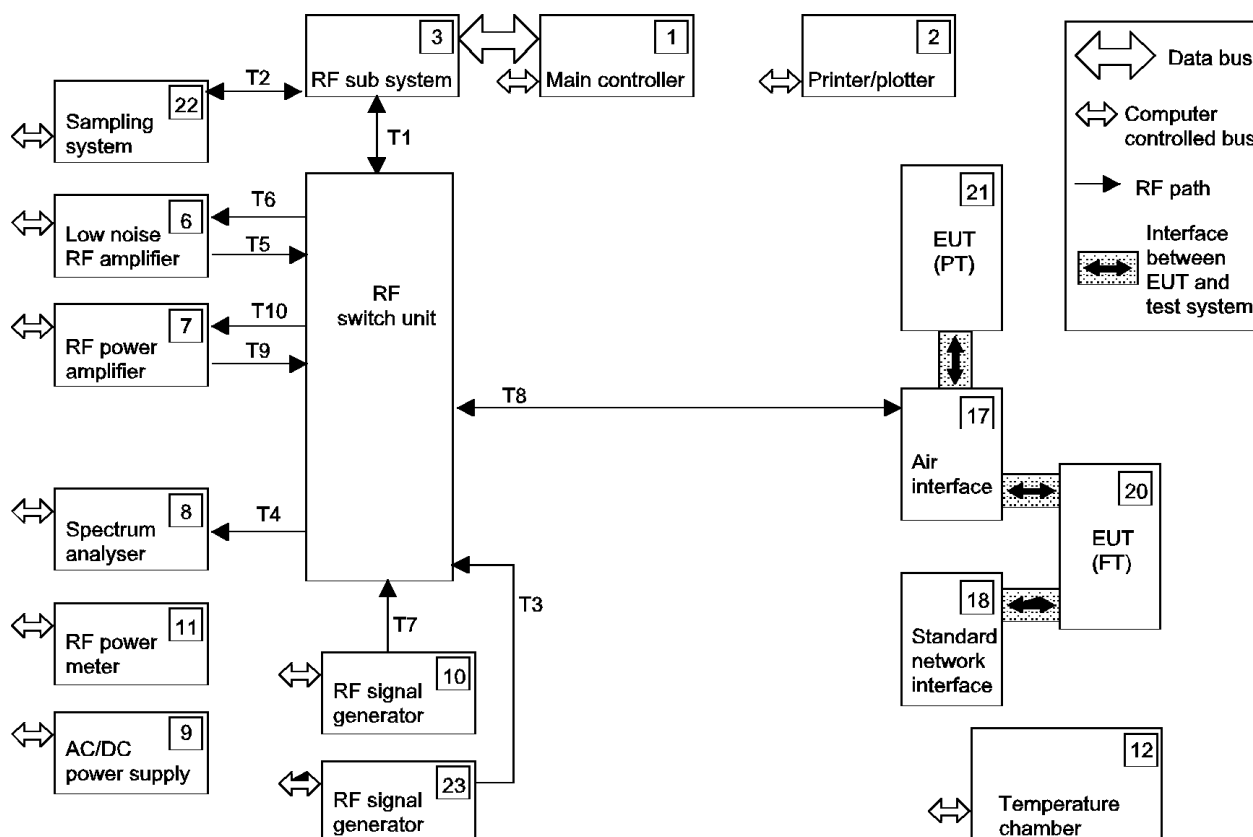 3
RF sub system
1
Main controller
2
Printer/plotter
Data bus
Computer
controlled bus
RF path
Interface
between
EUT and
test system
T2
22
Sampling
system
T1
T6
6
Low noise
RF amplifier
T5
RF
switch unit
T10
7
RF power
amplifier
T9
21
EUT
(PT)
T8
17
Air
interface
8
Spectrum
analyser
T4
20
EUT
(FT)
T3
18
Standard
network
interface
11
RF power
meter
T7
10
RF signal
generator
9
AC/DC
power supply
23
RF signal
generator
12
Temperature
chamber